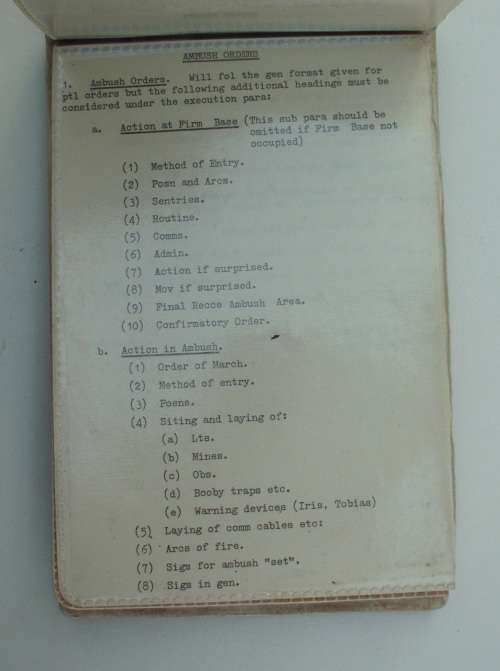 AMBUSH ORDERS
1. Ambush Orders. Will fol the gen format given for
ptl orders but the following additional headings must be
considered under the execution para:
a. Action at Firm Base (This sub para should be
omitted if Firm Base not
occupied)
(1) Method of Entry.
(2) Posn and Arcs.
(3) Sentries.
(4) Routine.
(5) Comms.
(6) Admin.
(7) Action if surprised.
(8) Mov if surprised.
(9) Final Recce Ambush Area.
(10) Confirmatory Order.
b. Action in Ambush.
(1) Order of March.
(2) Method of entry.
(3) Posns.
(4) Siting and laying of:
(a) Lts.
(b) Mines.
(c) Obs.
(d) Booby traps etc.
(e) Warning devices (Iris, Tobias)
(5) Laying of comm cables etc:
(6) Arcs of fire.
(7) Sigs for ambush "set".
(8) Sigs in gen.